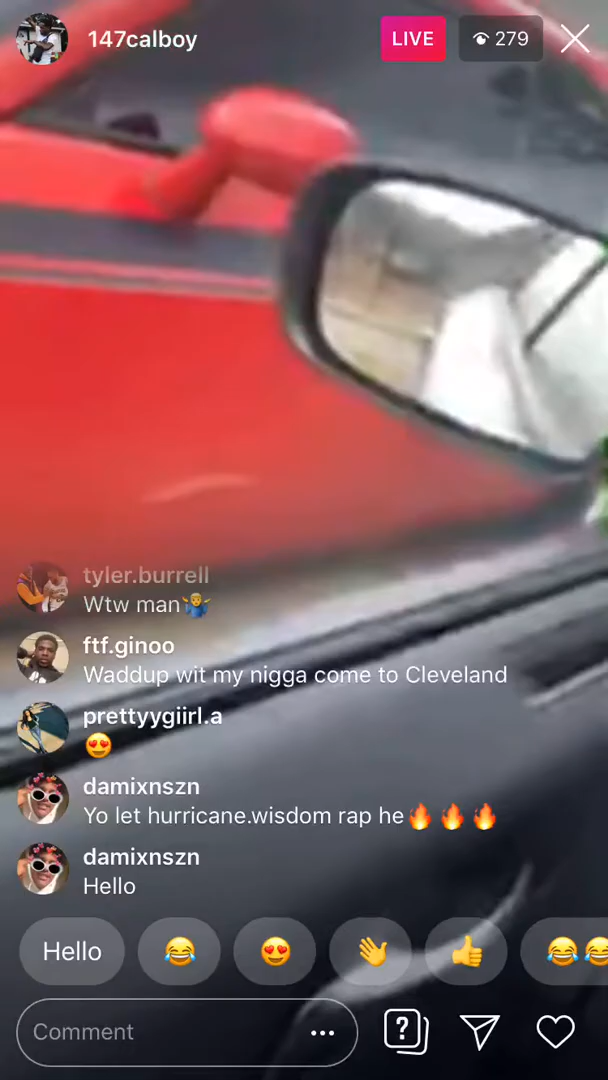 147calboy
LIVE
279
tyler.burrell
Wtw man🤷‍♂️
ftf.ginoo
Waddup wit my nigga come to Cleveland
prettyygiirl.a
😍
damixnszn
Yo let hurricane.wisdom rap he🔥🔥🔥
damixnszn
Hello
Hello 😂 😍 👋 👍 😂😂
Comment